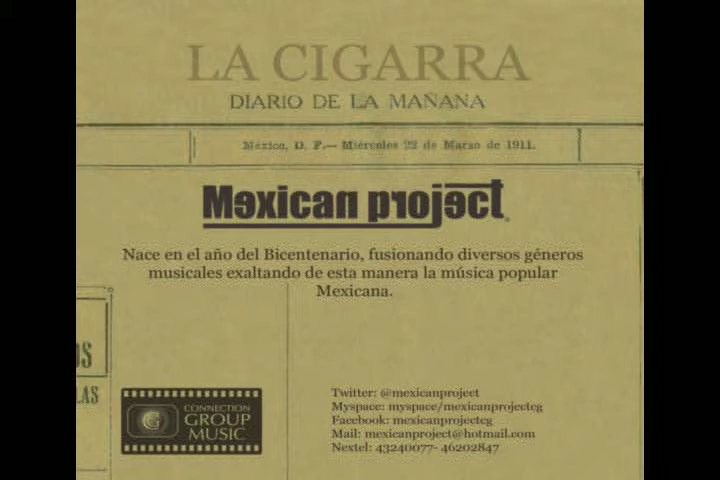 LA CIGARRA
DIARIO DE LA MAÑANA
México, D. F.— Miércoles 22 de Marzo de 1911.
Mexican project
Nace en el año del Bicentenario, fusionando diversos géneros
musicales exaltando de esta manera la música popular
Mexicana.
OS
LAS
CONNECTION
GROUP
MUSIC
Twitter: @mexicanproject
Myspace: myspace/mexicanprojectcg
Facebook: mexicanprojectcg
Mail: mexicanproject@hotmail.com
Nextel: 43240077- 46202847